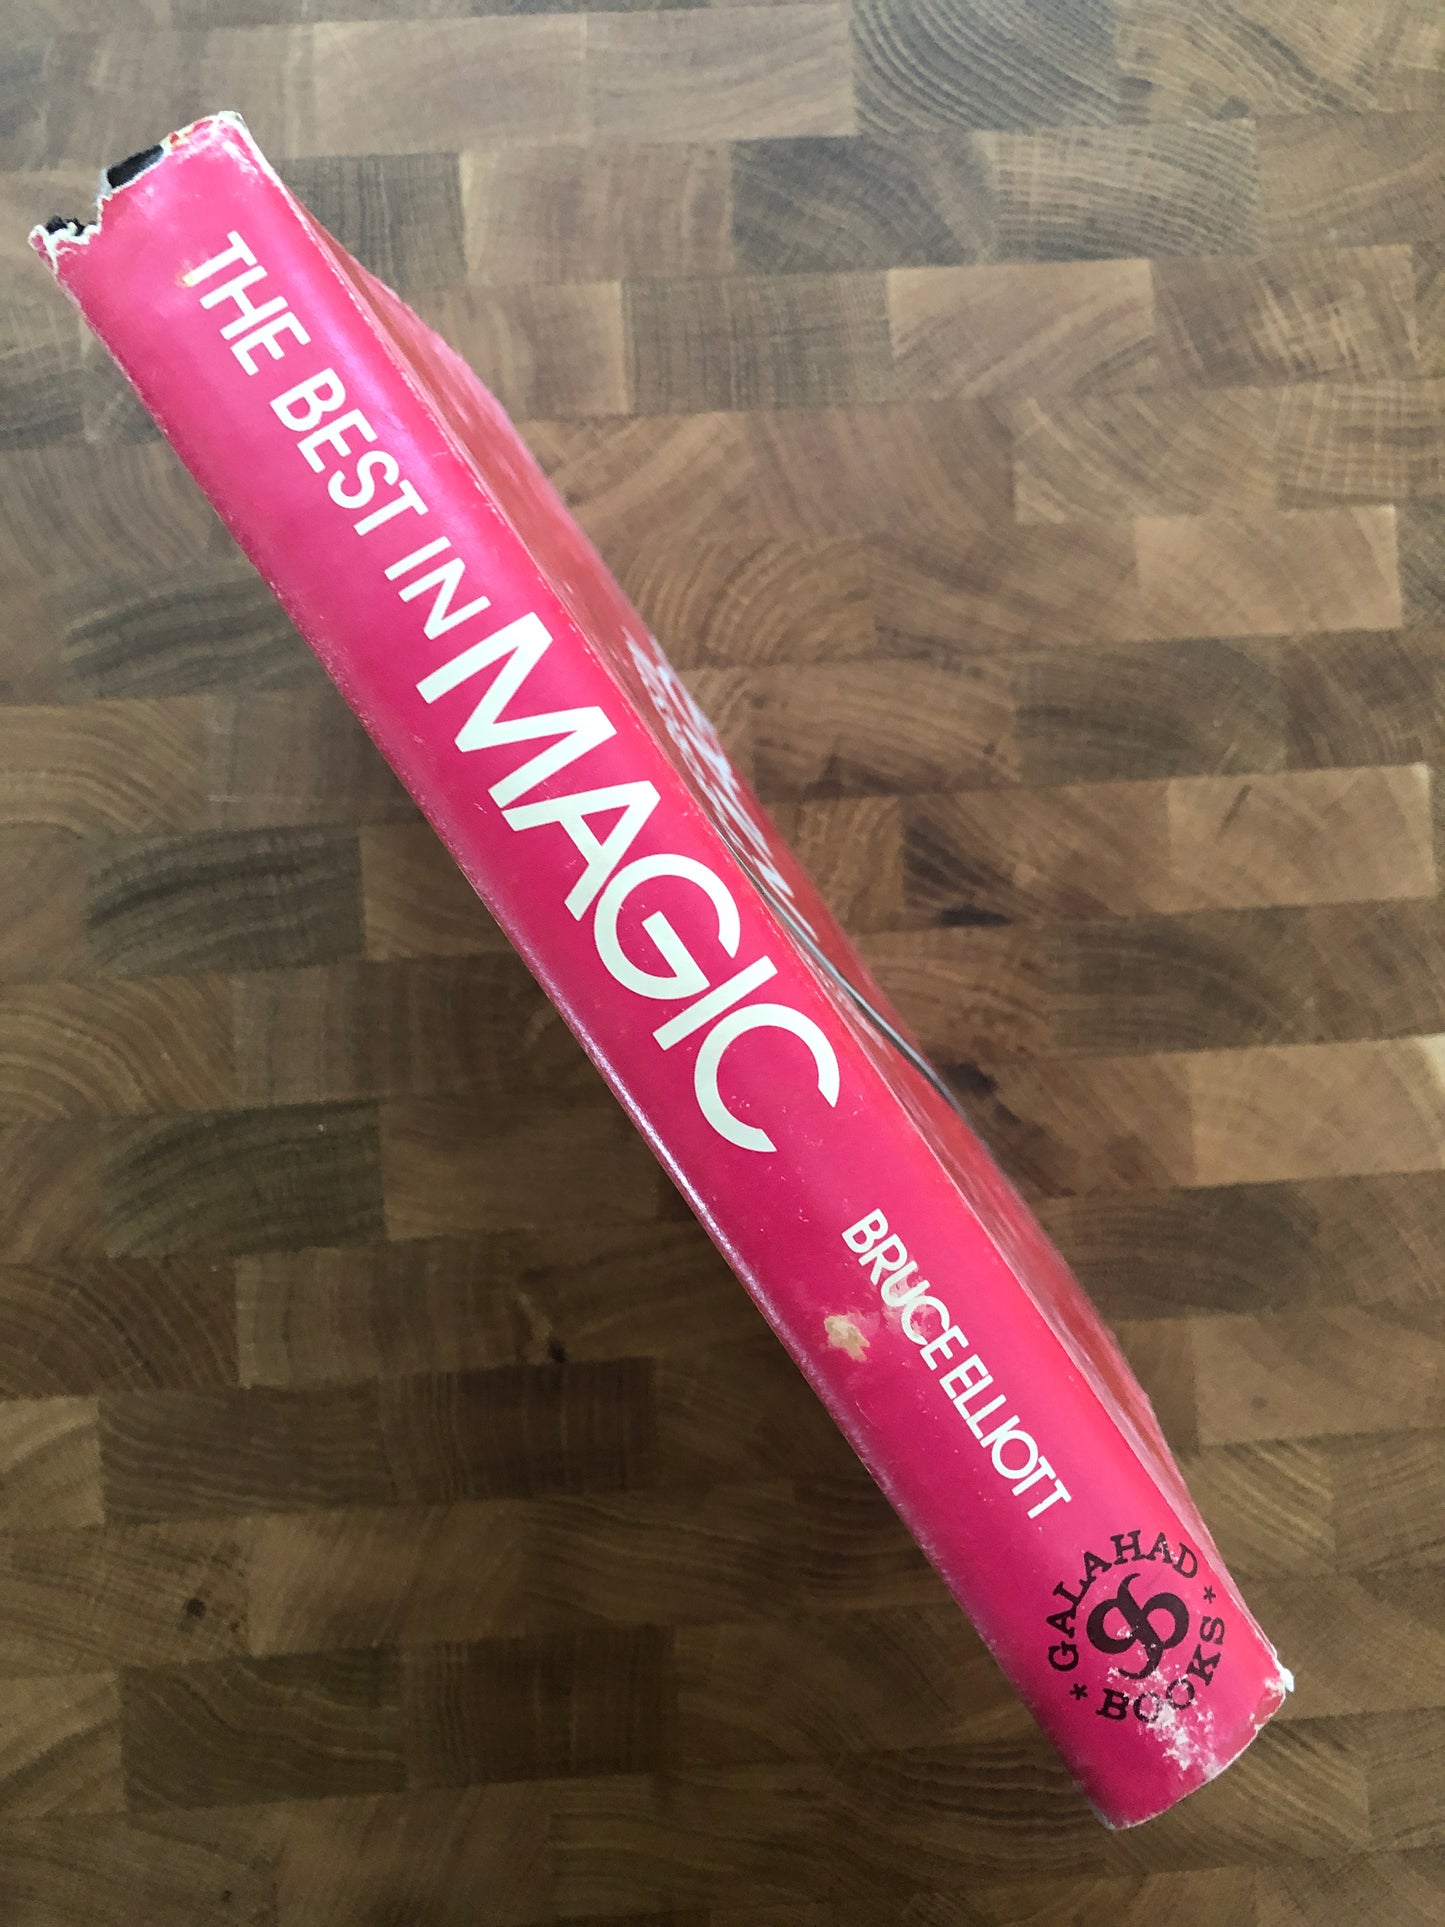 THE BEST IN MAGIC
BRUCE ELLIOTT
GALAHAD
BOOKS